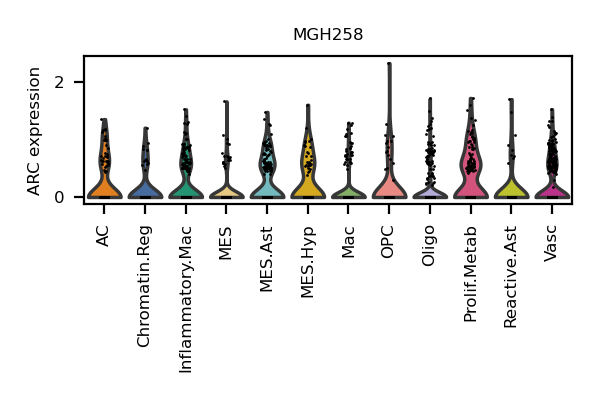 MGH258
ARC expression
2
0
AC
Chromatin.Reg
Inflammatory.Mac
MES
MES.Ast
MES.Hyp
Mac
OPC
Oligo
Prolif.Metab
Reactive.Ast
Vasc